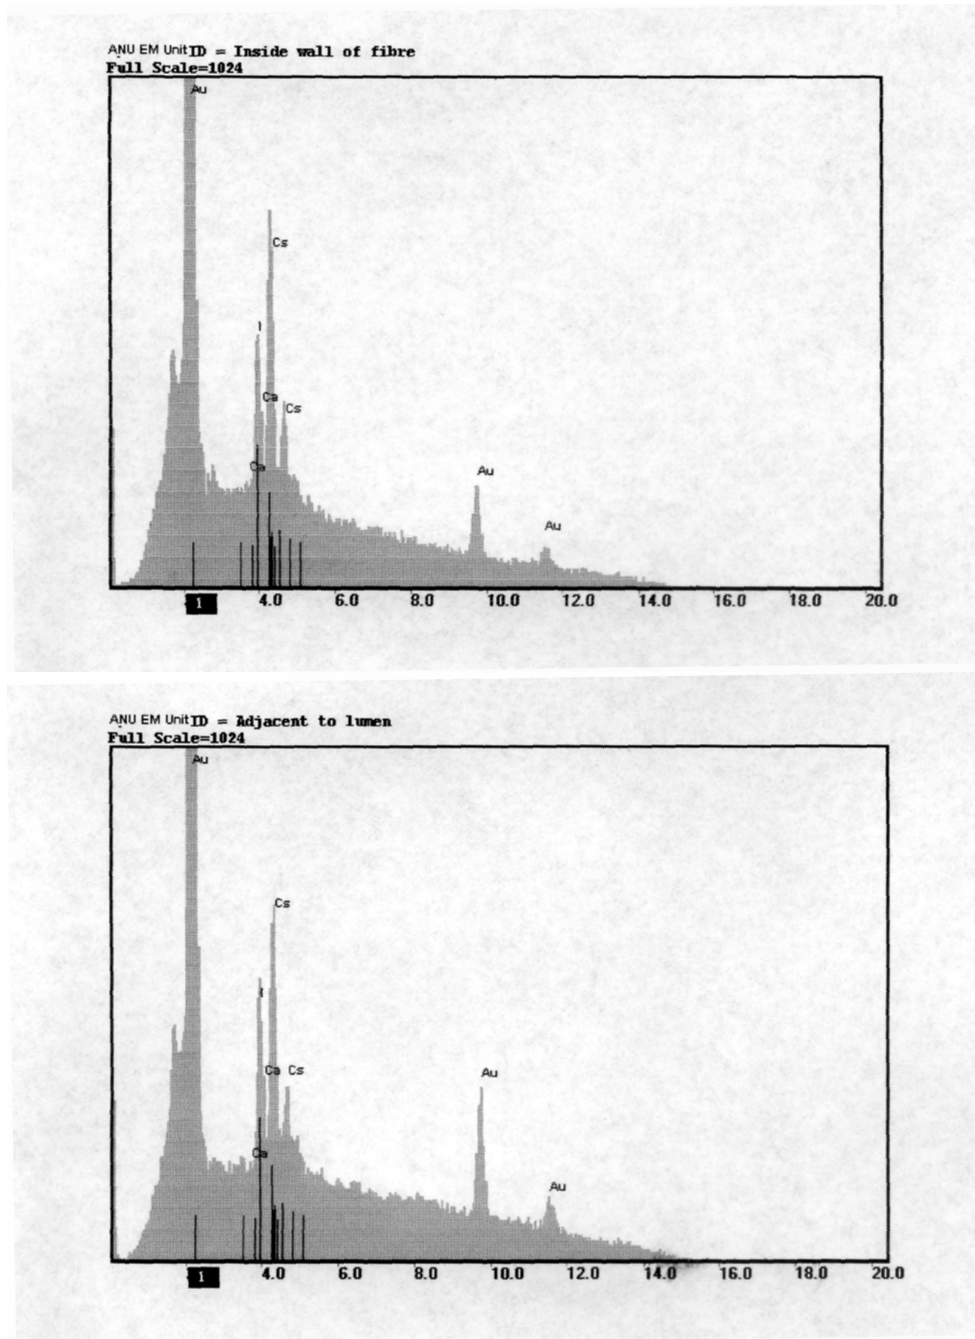 ANU EM Unit ID = Inside wall of fibre
Full Scale=1024
Au
Cs
I
Ca
Cs
Ca
Au
Au
1 4.0 6.0 8.0 10.0 12.0 14.0 16.0 18.0 20.0
ANU EM Unit ID = Adjacent to lumen
Full Scale=1024
Au
Cs
I
Ca Cs Au
Ca
Au
1 4.0 6.0 8.0 10.0 12.0 14.0 16.0 18.0 20.0